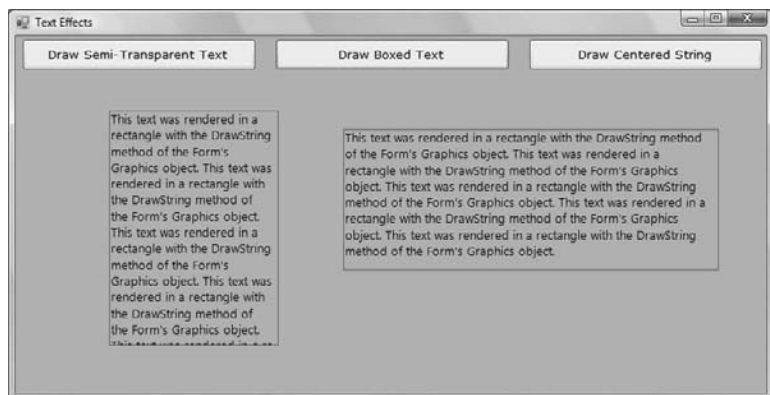 Text Effects
Draw Semi-Transparent Text
Draw Boxed Text
Draw Centered String
This text was rendered in a
rectangle with the DrawString
method of the Form's
Graphics object. This text was
rendered in a rectangle with
the DrawString method of
the Form's Graphics object.
This text was rendered in a
rectangle with the DrawString
method of the Form's
Graphics object. This text was
rendered in a rectangle with
the DrawString method of
the Form's Graphics object.
This text was rendered in a re
This text was rendered in a rectangle with the DrawString method
of the Form's Graphics object. This text was rendered in a
rectangle with the DrawString method of the Form's Graphics
object. This text was rendered in a rectangle with the DrawString
method of the Form's Graphics object. This text was rendered in a
rectangle with the DrawString method of the Form's Graphics
object. This text was rendered in a rectangle with the DrawString
method of the Form's Graphics object.